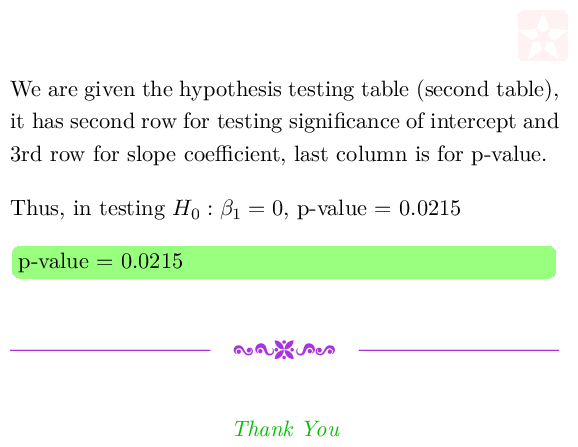 We are given the hypothesis testing table (second table),
it has second row for testing significance of intercept and
3rd row for slope coefficient, last column is for p-value.
Thus, in testing H₀ : β₁ = 0, p-value = 0.0215
p-value = 0.0215
Thank You